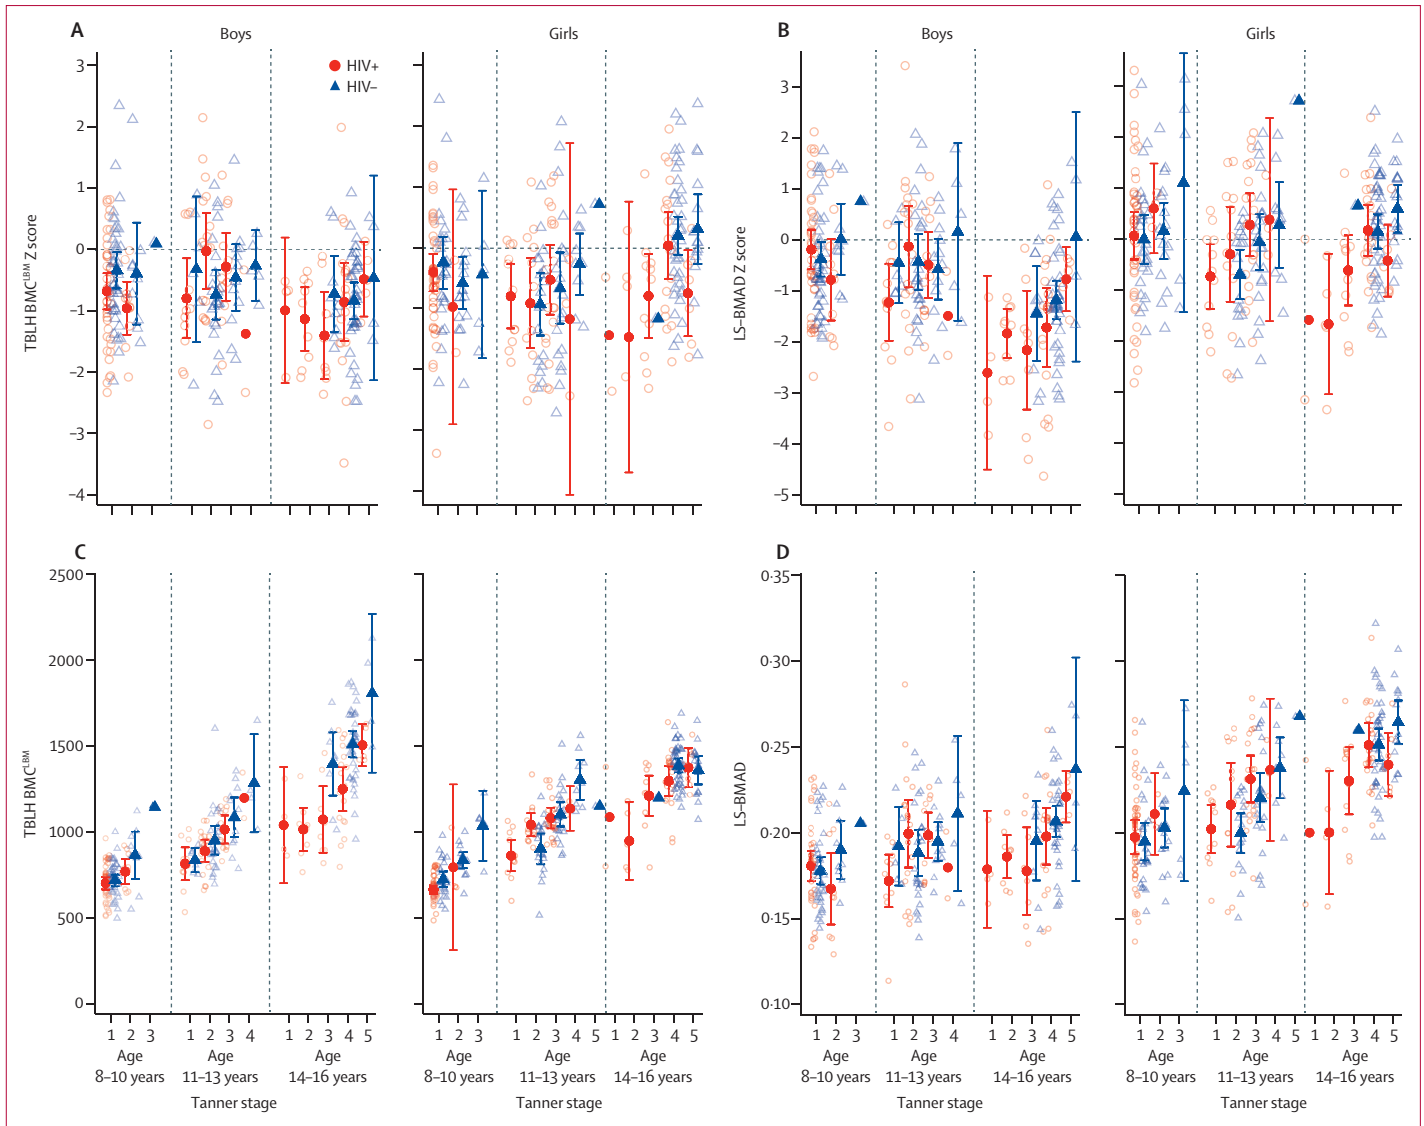 A
Boys
Girls
HIV+
HIV–
TBLH BMC^LBM Z score
3
2
1
0
–1
–2
–3
–4
B
Boys
Girls
LS–BMAD Z score
3
2
1
0
–1
–2
–3
–4
–5
C
TBLH BMC^LBM
2500
2000
1500
1000
500
0
1 2 3 1 2 3 4 1 2 3 4 5
Age Age Age
8–10 years 11–13 years 14–16 years
1 2 3 1 2 3 4 5 1 2 3 4 5
Age Age Age
8–10 years 11–13 years 14–16 years
Tanner stage
Tanner stage
D
LS–BMAD
0·35
0·30
0·25
0·20
0·15
0·10
1 2 3 1 2 3 4 1 2 3 4 5
Age Age Age
8–10 years 11–13 years 14–16 years
1 2 3 1 2 3 4 5 1 2 3 4 5
Age Age Age
8–10 years 11–13 years 14–16 years
Tanner stage
Tanner stage